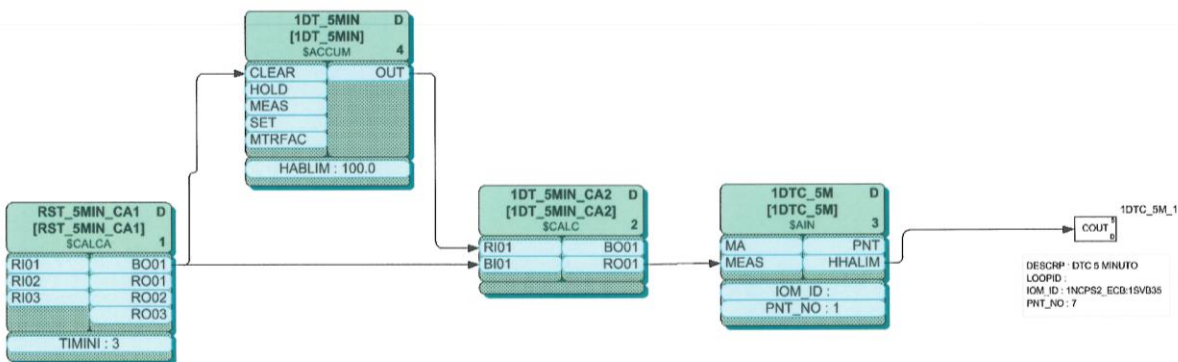 1DT_5MIN D
[1DT_5MIN]
$ACCUM 4
CLEAR OUT
HOLD
MEAS
SET
MTRFAC
HABLIM : 100.0
RST_5MIN_CA1 D
[RST_5MIN_CA1]
$CALCA 1
RI01 BO01
RI02 RO01
RI03 RO02
RO03
TIMINI : 3
1DT_5MIN_CA2 D
[1DT_5MIN_CA2]
$CALC 2
RI01 BO01
BI01 RO01
1DTC_5M D
[1DTC_5M]
$AIN 3
MA PNT
MEAS HHALIM
IOM_ID :
PNT_NO : 1
1DTC_5M_1
COUT 5
D
DESCRP : DTC 5 MINUTO
LOOPID :
IOM_ID : 1NCPS2_ECB:1SVB35
PNT_NO : 7